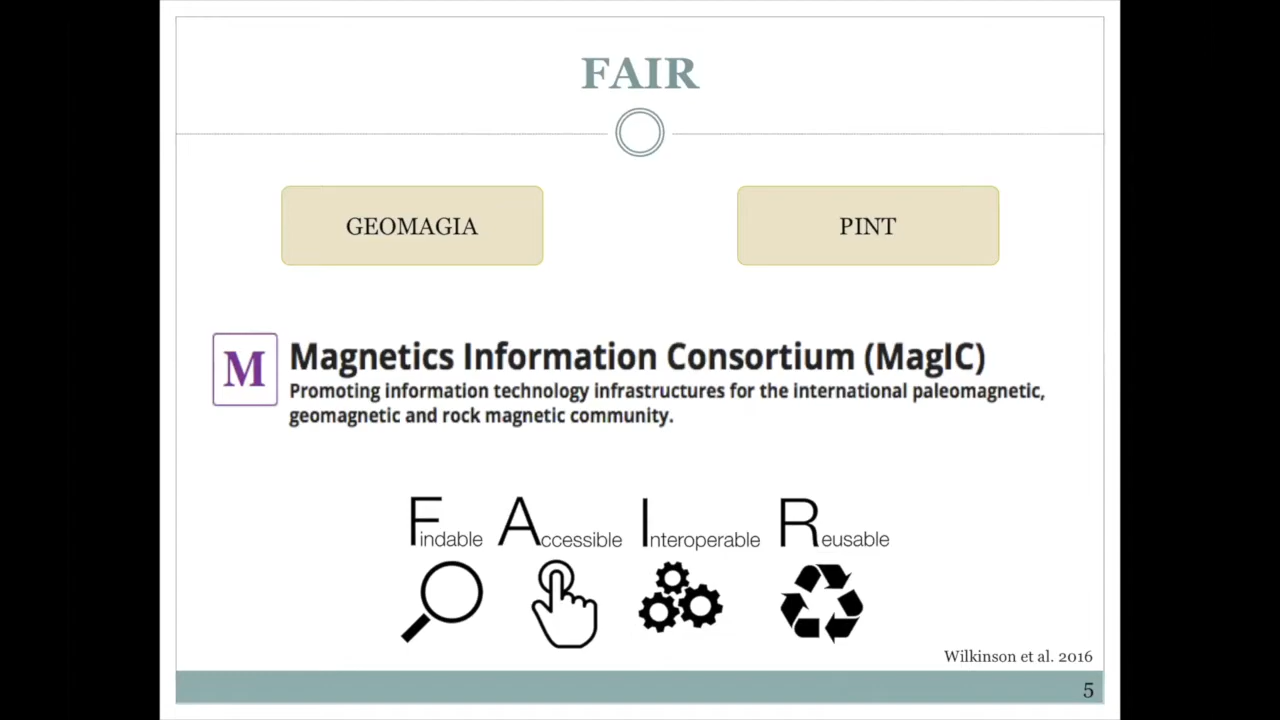 FAIR
GEOMAGIA
PINT
M
Magnetics Information Consortium (MagIC)
Promoting information technology infrastructures for the international paleomagnetic,
geomagnetic and rock magnetic community.
Findable Accessible Interoperable Reusable
Wilkinson et al. 2016
5